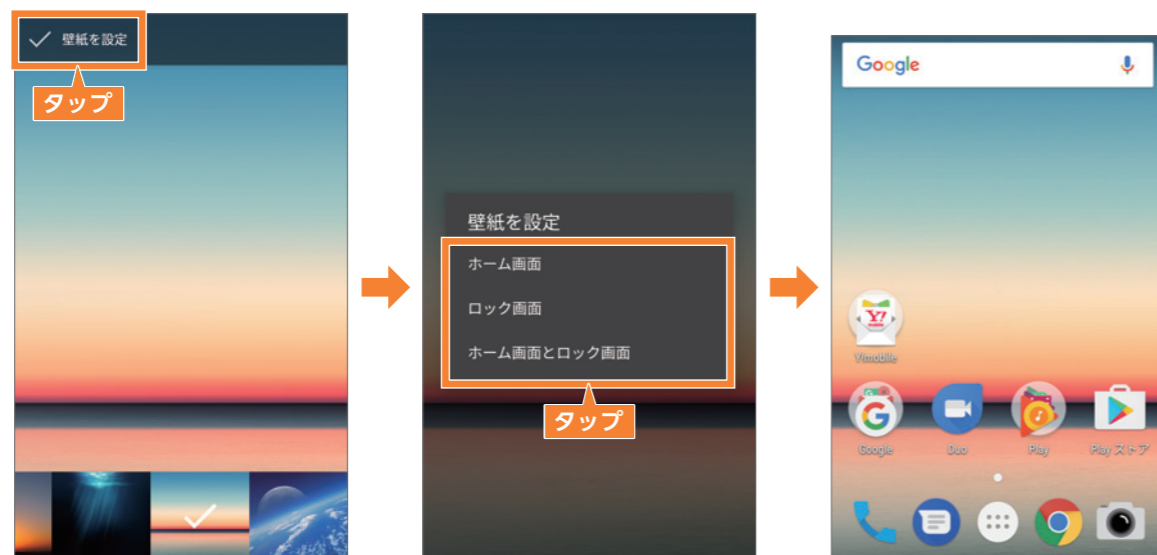 壁紙を設定
タップ
壁紙を設定
ホーム画面
ロック画面
ホーム画面とロック画面
タップ
Google
Y!
Y!mobile
G
Google
Duo
Play
Play ストア